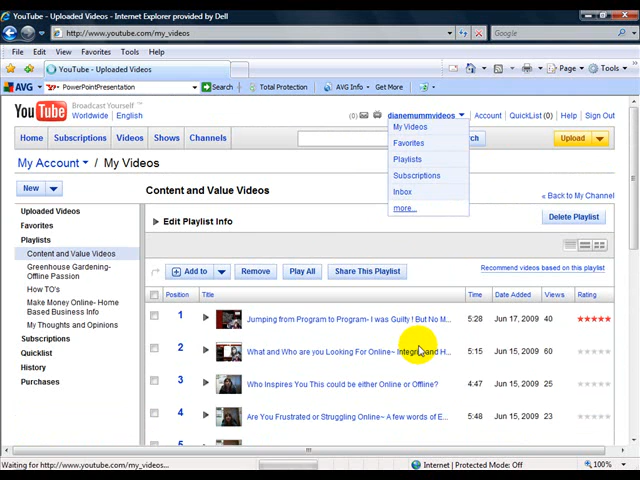 YouTube - Uploaded Videos - Internet Explorer provided by Dell
http://www.youtube.com/my_videos
Google
File Edit View Favorites Tools Help
YouTube - Uploaded Videos
Page Tools
AVG PowerPointPresentation Search Total Protection AVG Info Get More
YouTube Broadcast Yourself™
Worldwide English
(0) dianemummvideos Account QuickList (0) Help Sign Out
Home Subscriptions Videos Shows Channels Upload
My Videos
Favorites
Playlists
Subscriptions
Inbox
more...
My Account / My Videos
New
Content and Value Videos
« Back to My Channel
Edit Playlist Info
Delete Playlist
Uploaded Videos
Favorites
Playlists
Content and Value Videos
Greenhouse Gardening-
Offline Passion
How TO's
Make Money Online- Home
Based Business Info
My Thoughts and Opinions
Subscriptions
Quicklist
History
Purchases
Add to Remove Play All Share This Playlist
Recommend videos based on this playlist
Position Title Time Date Added Views Rating
1 Jumping from Program to Program- I was Guilty ! But No M... 5:28 Jun 17, 2009 40
2 What and Who are you Looking For Online~ and H... 5:15 Jun 15, 2009 60
3 Who Inspires You This could be either Online or Offline? 4:47 Jun 15, 2009 25
4 Are You Frustrated or Struggling Online~ A few words of E... 5:48 Jun 15, 2009 23
Waiting for http://www.youtube.com/my_videos...
Internet | Protected Mode: Off
100%